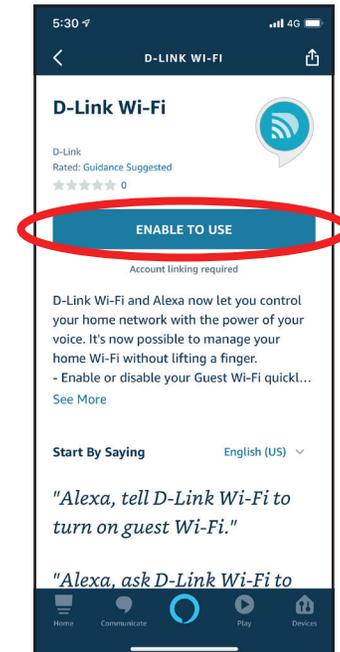 5:30
4G
D-LINK WI-FI
D-Link Wi-Fi
D-Link
Rated: Guidance Suggested
0
ENABLE TO USE
Account linking required
D-Link Wi-Fi and Alexa now let you control
your home network with the power of your
voice. It's now possible to manage your
home Wi-Fi without lifting a finger.
- Enable or disable your Guest Wi-Fi quickl...
See More
Start By Saying English (US)
"Alexa, tell D-Link Wi-Fi to
turn on guest Wi-Fi."
"Alexa, ask D-Link Wi-Fi to
Home Communicate Play Devices